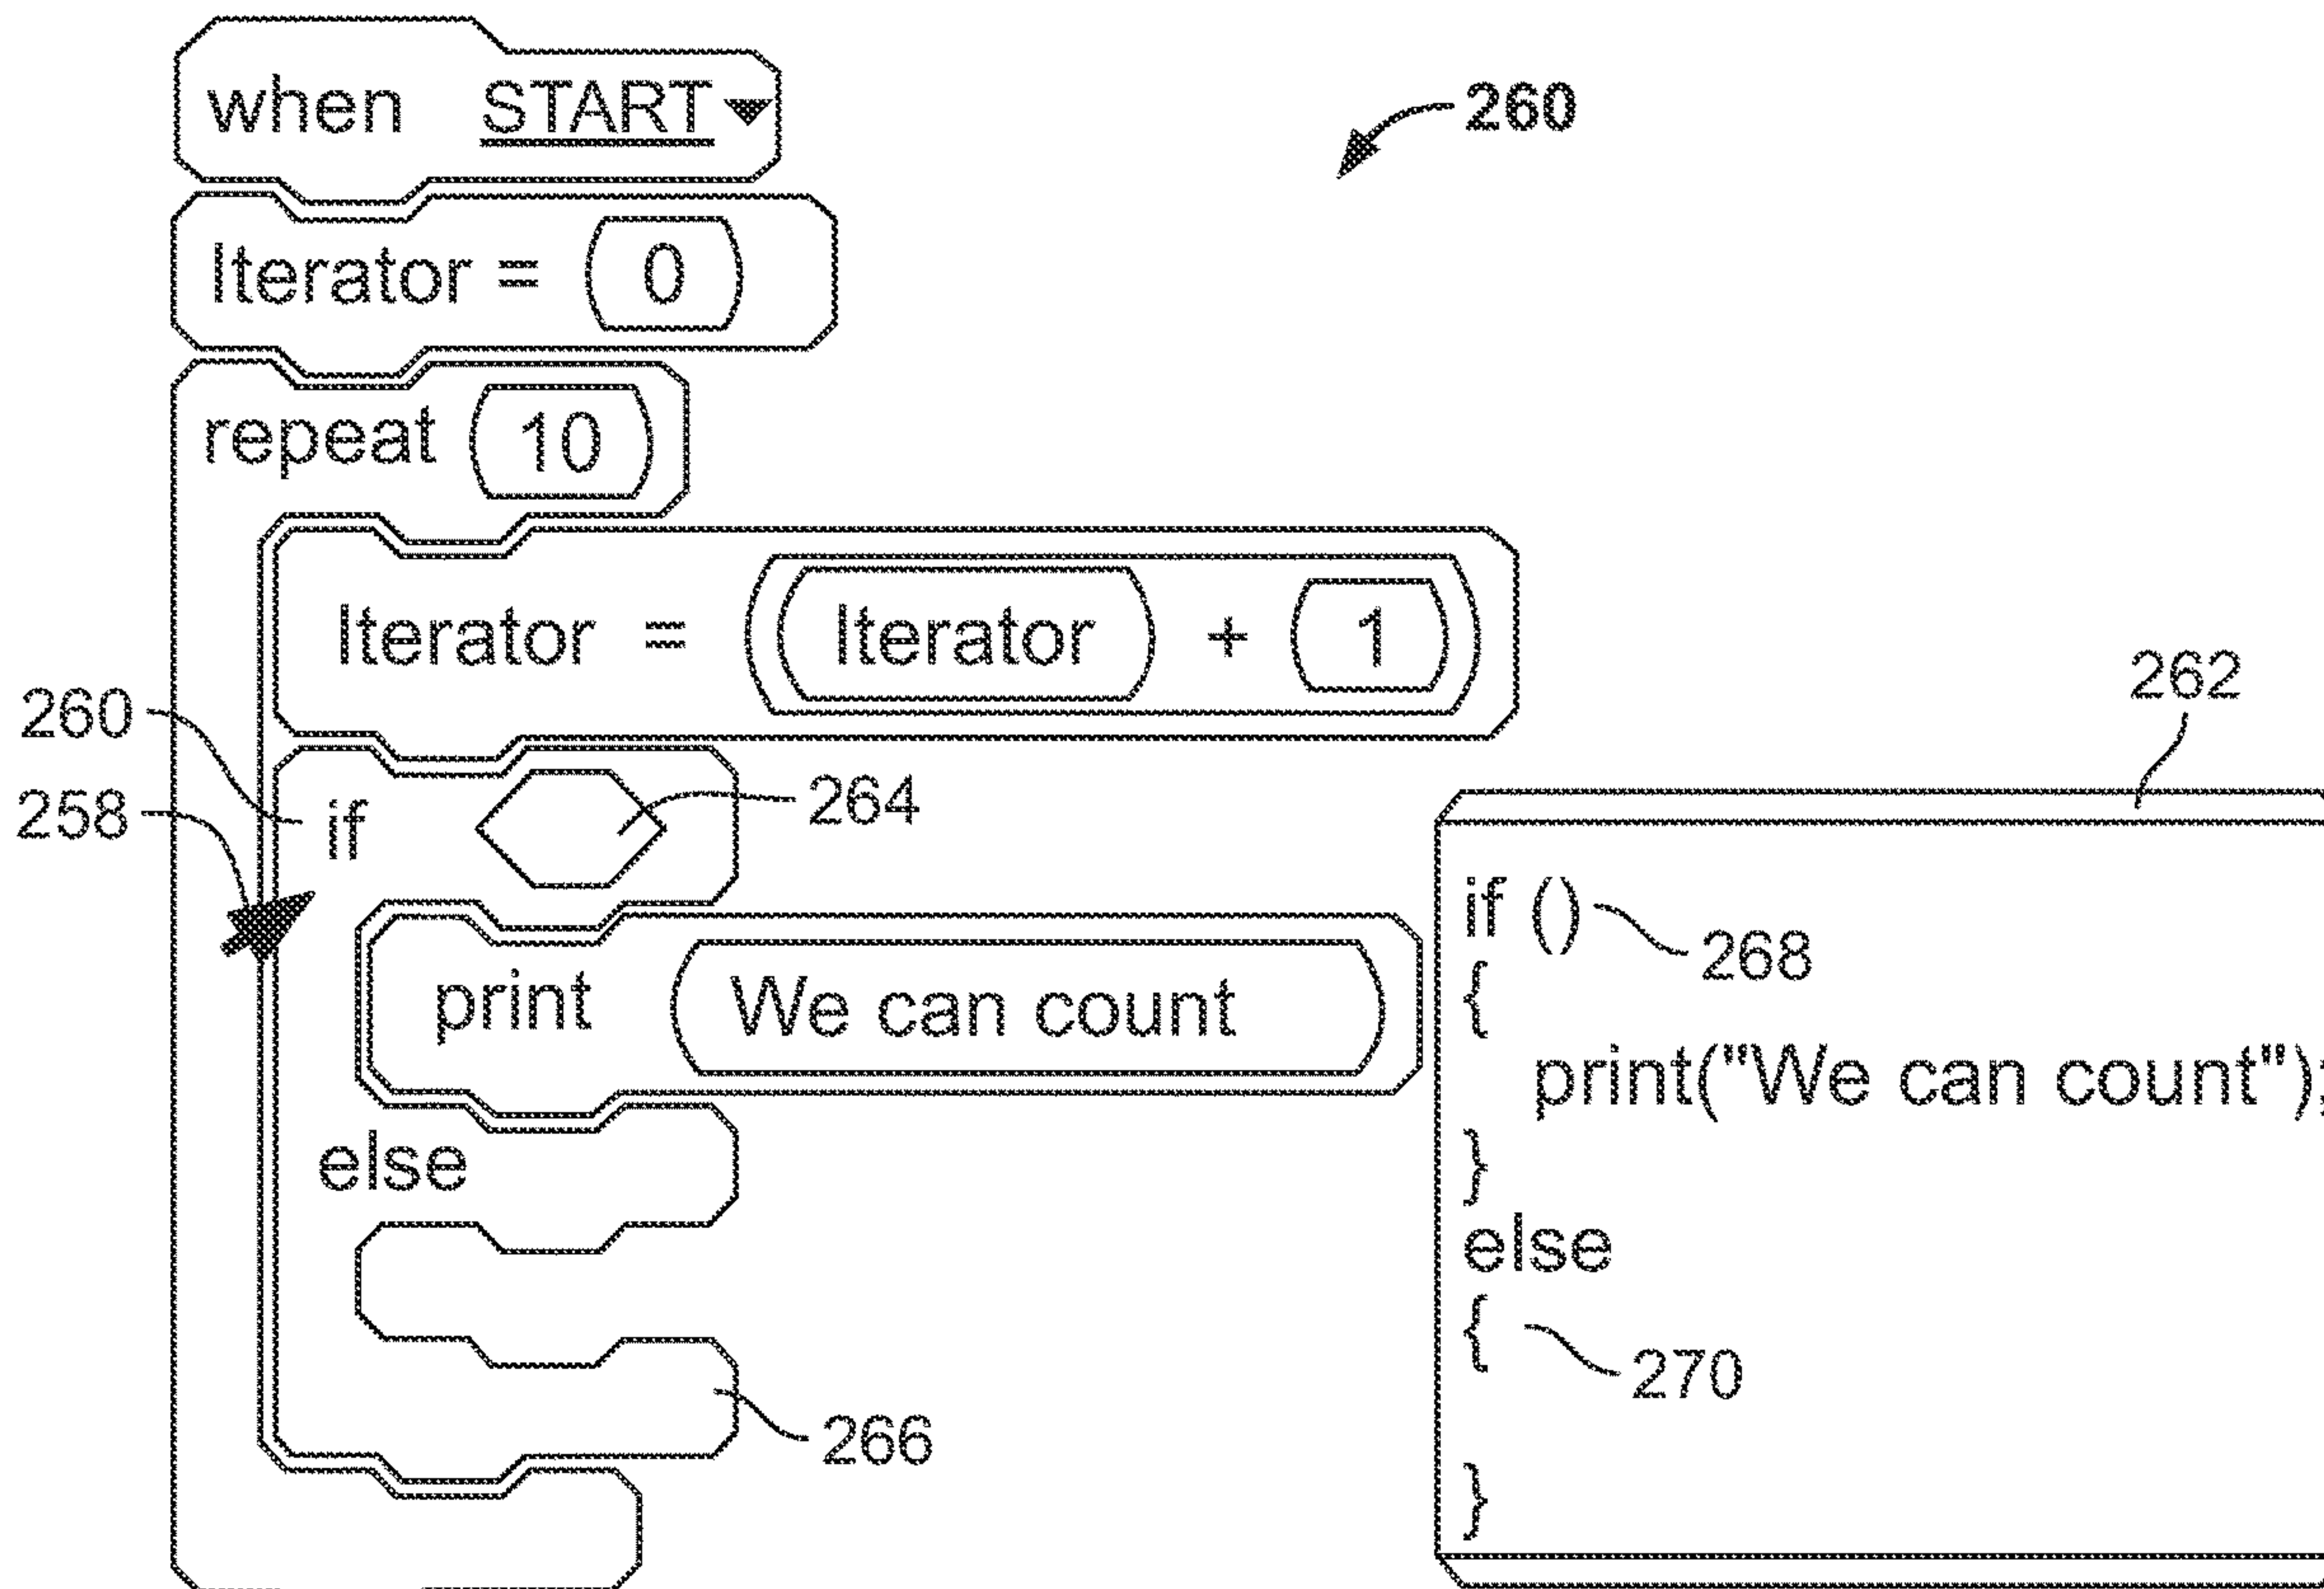 when START
260
Iterator = 0
repeat 10
Iterator = Iterator + 1
260
258
if
264
print We can count
else
266
262
if ()
268
{
print("We can count");
}
else
{
270
}